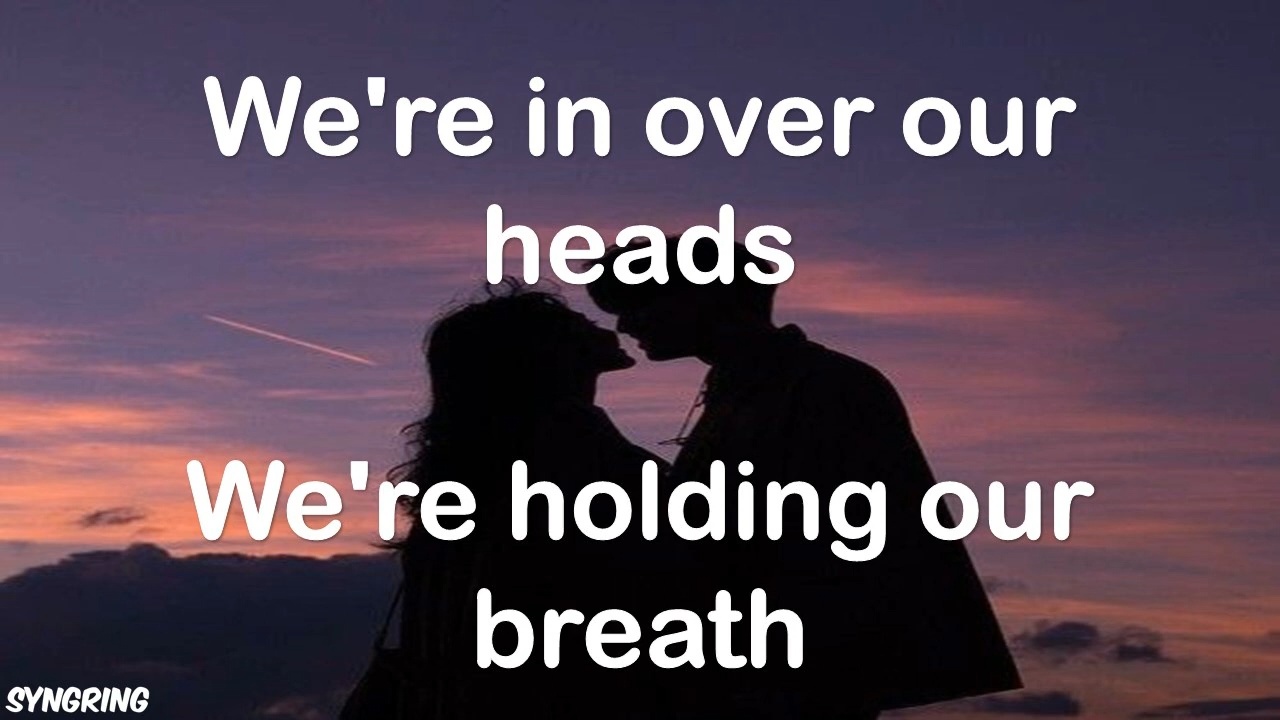 We're in over our
heads
We're holding our
breath
SYNGRING